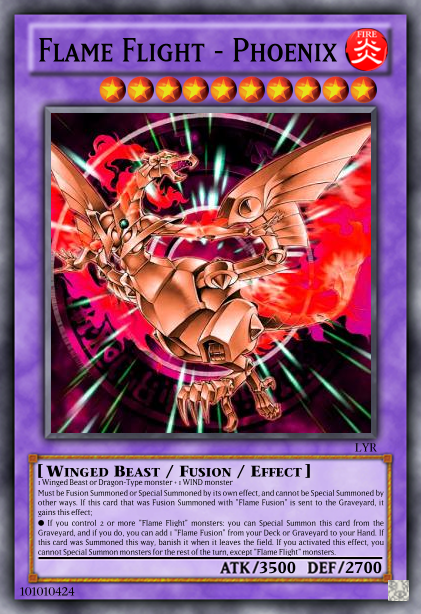 FLAME FLIGHT - PHOENIX
FIRE
炎
LYR
[ WINGED BEAST / FUSION / EFFECT ]
1 Winged Beast or Dragon-Type monster + 1 WIND monster
Must be Fusion Summoned or Special Summoned by its own effect, and cannot be Special Summoned by
other ways. If this card that was Fusion Summoned with "Flame Fusion" is sent to the Graveyard, it
gains this effect;
● If you control 2 or more "Flame Flight" monsters: you can Special Summon this card from the
Graveyard, and if you do, you can add 1 "Flame Fusion" from your Deck or Graveyard to your Hand. If
this card was Summoned this way, banish it when it leaves the field. If you activated this effect, you
cannot Special Summon monsters for the rest of the turn, except "Flame Flight" monsters.
ATK/3500 DEF/2700
101010424